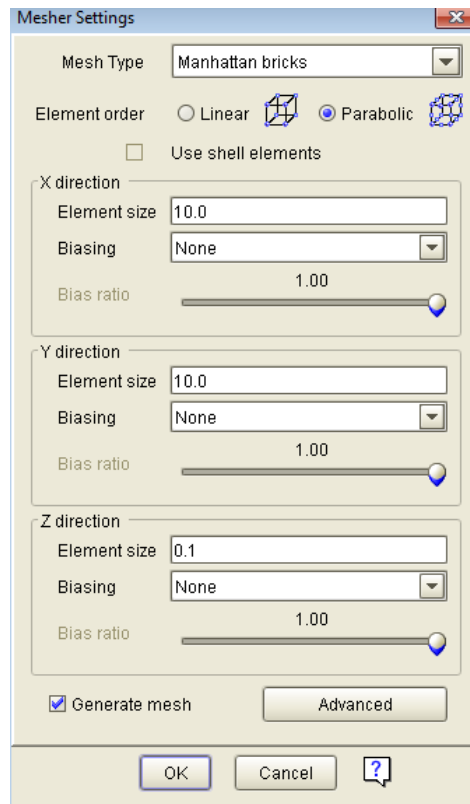 Mesher Settings
Mesh Type Manhattan bricks
Element order Linear Parabolic
Use shell elements
X direction
Element size 10.0
Biasing None
1.00
Bias ratio
Y direction
Element size 10.0
Biasing None
1.00
Bias ratio
Z direction
Element size 0.1
Biasing None
1.00
Bias ratio
Generate mesh Advanced
OK Cancel ?